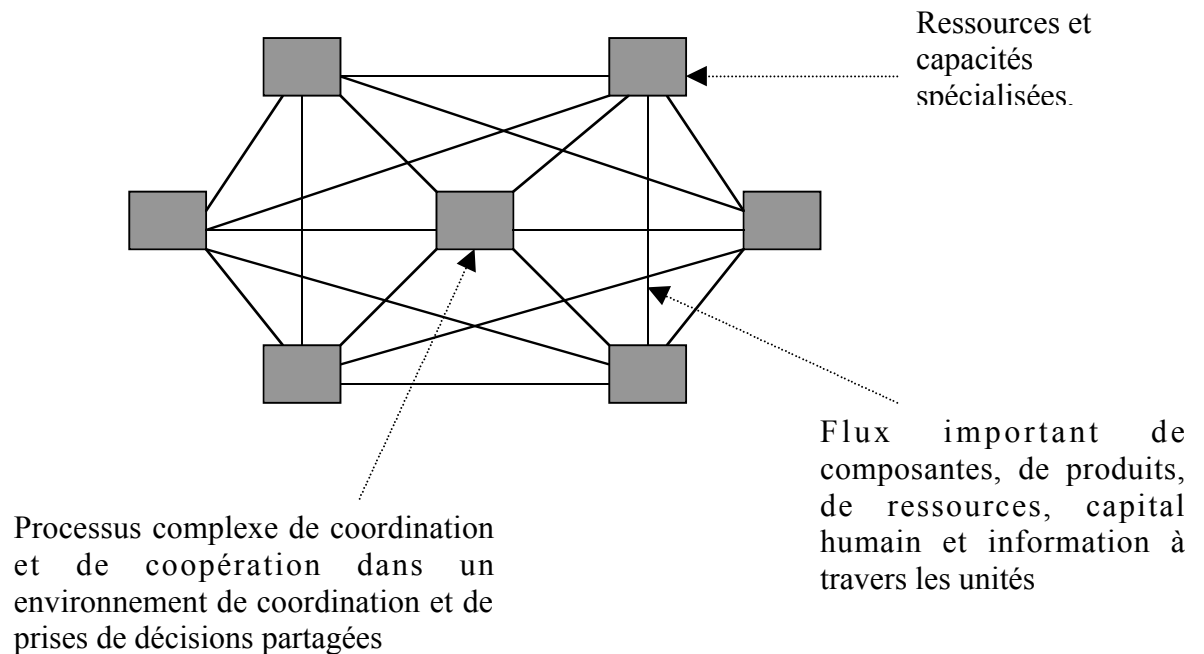 Ressources et
capacités
spécialisées.
Flux important de
composantes, de produits,
de ressources, capital
humain et information à
travers les unités
Processus complexe de coordination
et de coopération dans un
environnement de coordination et de
prises de décisions partagées